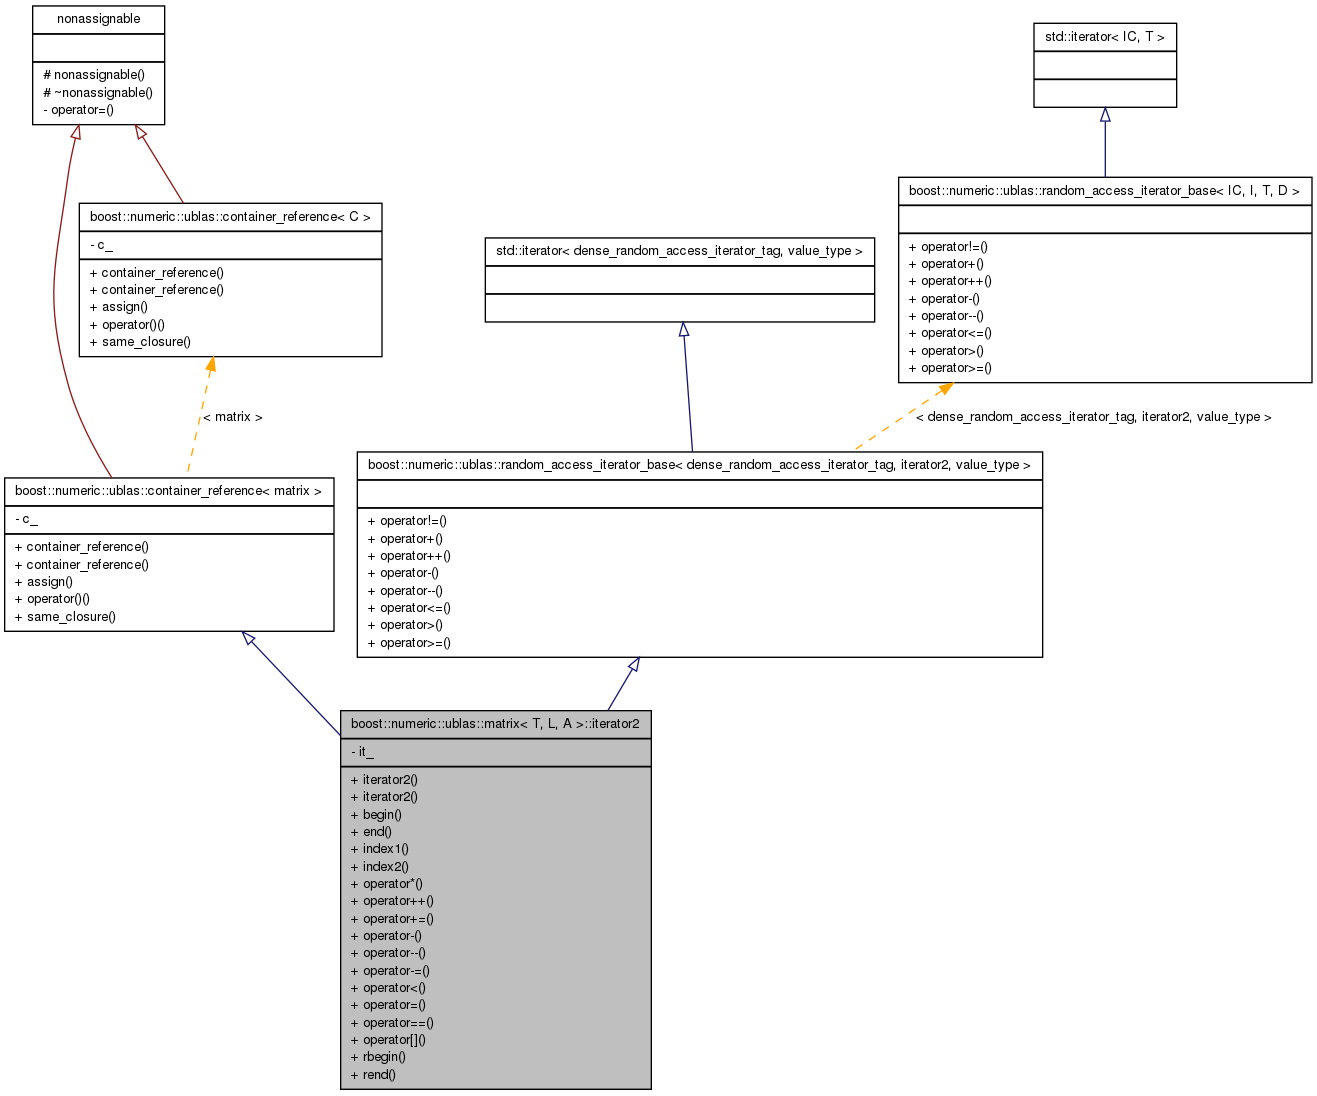 nonassignable
# nonassignable()
# ~nonassignable()
- operator=()
std::iterator< IC, T >
boost::numeric::ublas::random_access_iterator_base< IC, I, T, D >
+ operator!=()
+ operator+()
+ operator++()
+ operator-()
+ operator--()
+ operator<=()
+ operator>()
+ operator>=()
boost::numeric::ublas::container_reference< C >
- c_
+ container_reference()
+ container_reference()
+ assign()
+ operator()()
+ same_closure()
std::iterator< dense_random_access_iterator_tag, value_type >
< matrix >
< dense_random_access_iterator_tag, iterator2, value_type >
boost::numeric::ublas::container_reference< matrix >
- c_
+ container_reference()
+ container_reference()
+ assign()
+ operator()()
+ same_closure()
boost::numeric::ublas::random_access_iterator_base< dense_random_access_iterator_tag, iterator2, value_type >
+ operator!=()
+ operator+()
+ operator++()
+ operator-()
+ operator--()
+ operator<=()
+ operator>()
+ operator>=()
boost::numeric::ublas::matrix< T, L, A >::iterator2
- it_
+ iterator2()
+ iterator2()
+ begin()
+ end()
+ index1()
+ index2()
+ operator*()
+ operator++()
+ operator+=()
+ operator-()
+ operator--()
+ operator-=()
+ operator<()
+ operator=()
+ operator==()
+ operator[]()
+ rbegin()
+ rend()